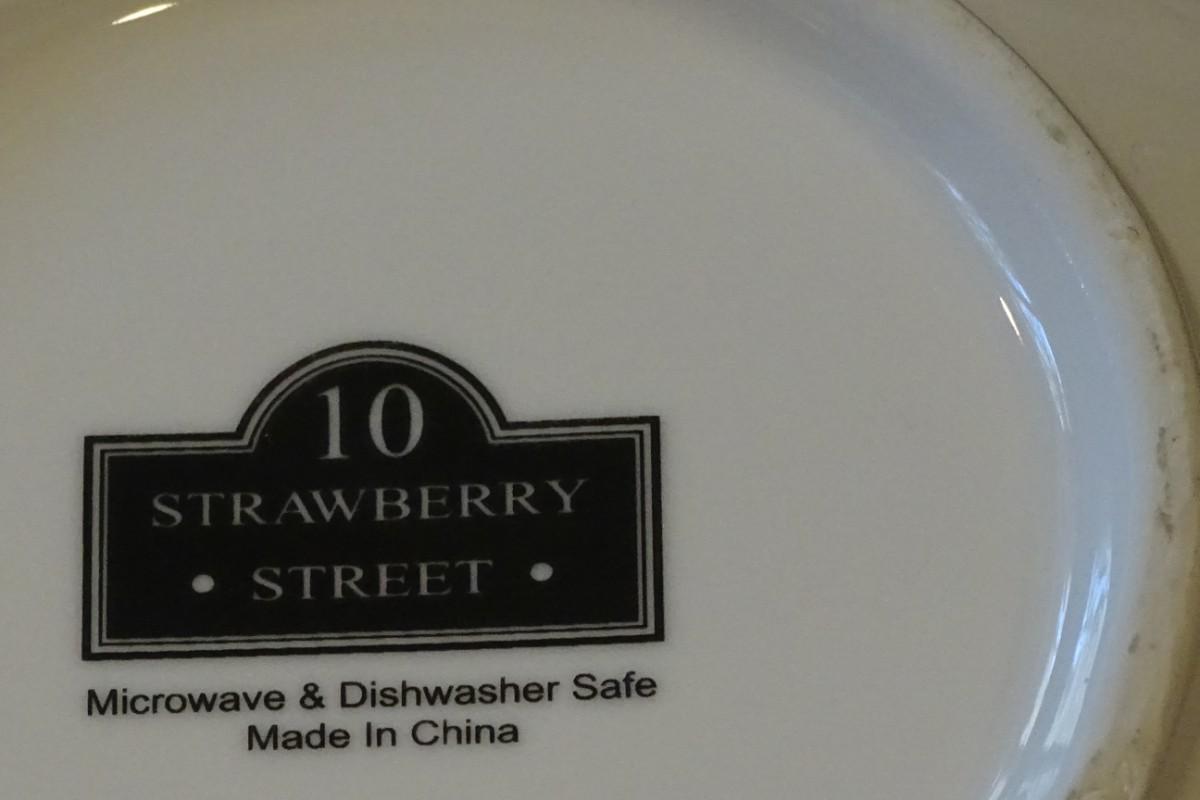 10
STRAWBERRY
• STREET •
Microwave & Dishwasher Safe
Made In China